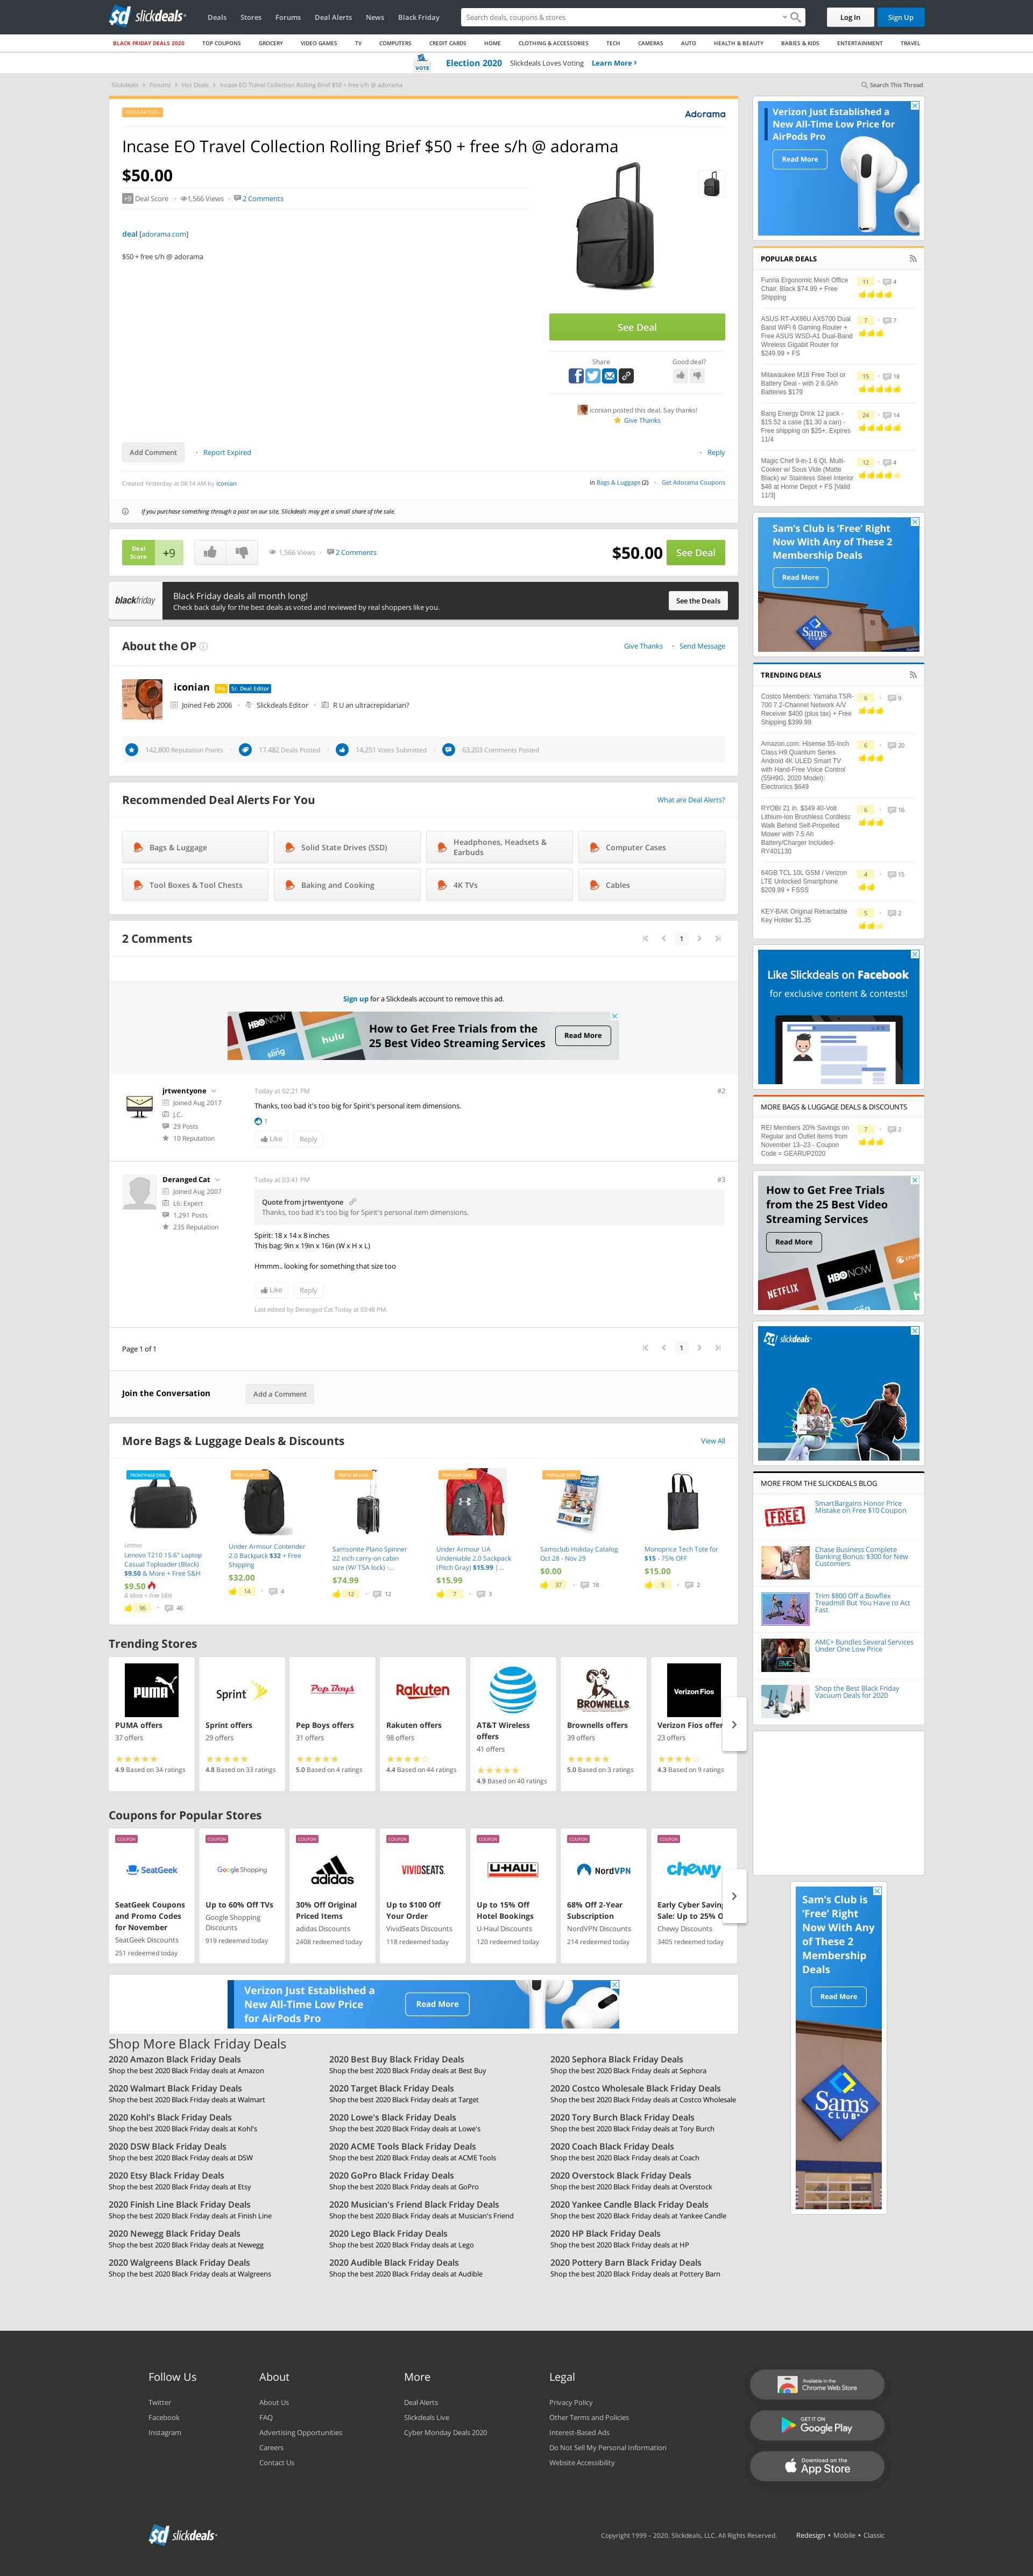 slickdeals
Deals Stores Forums Deal Alerts News Black Friday
Search deals, coupons & stores
Log In Sign Up
BLACK FRIDAY DEALS 2020 TOP COUPONS GROCERY VIDEO GAMES TV COMPUTERS CREDIT CARDS HOME CLOTHING & ACCESSORIES TECH CAMERAS AUTO HEALTH & BEAUTY BABIES & KIDS ENTERTAINMENT TRAVEL
VOTE Election 2020 Slickdeals Loves Voting Learn More
Slickdeals Forums Hot Deals Incase EO Travel Collection Rolling Brief $50 + free s/h @ adorama
Search This Thread
POPULAR DEAL
Adorama
Incase EO Travel Collection Rolling Brief $50 + free s/h @ adorama
$50.00
+9 Deal Score 1,566 Views 2 Comments
deal [adorama.com]
$50 + free s/h @ adorama
See Deal
Share Good deal?
iconian posted this deal. Say thanks!
Give Thanks
Add Comment Report Expired Reply
Created Yesterday at 08:14 AM by iconian
in Bags & Luggage (2) Get Adorama Coupons
If you purchase something through a post on our site, Slickdeals may get a small share of the sale.
Deal Score +9 1,566 Views 2 Comments $50.00 See Deal
blackfriday
Black Friday deals all month long!
Check back daily for the best deals as voted and reviewed by real shoppers like you.
See the Deals
About the OP
Give Thanks Send Message
iconian Pro Sr. Deal Editor
Joined Feb 2006 Slickdeals Editor R U an ultracrepidarian?
142,800 Reputation Points 17,482 Deals Posted 14,251 Votes Submitted 63,203 Comments Posted
Recommended Deal Alerts For You
What are Deal Alerts?
Bags & Luggage
Solid State Drives (SSD)
Headphones, Headsets & Earbuds
Computer Cases
Tool Boxes & Tool Chests
Baking and Cooking
4K TVs
Cables
2 Comments
1
Sign up for a Slickdeals account to remove this ad.
HBO NOW sling hulu
How to Get Free Trials from the
25 Best Video Streaming Services
Read More
jrtwentyone
Joined Aug 2017
J.C.
29 Posts
10 Reputation
Today at 02:21 PM
#2
Thanks, too bad it's too big for Spirit's personal item dimensions.
1
Like Reply
Deranged Cat
Joined Aug 2007
L6: Expert
1,291 Posts
235 Reputation
Today at 03:41 PM
#3
Quote from jrtwentyone
Thanks, too bad it's too big for Spirit's personal item dimensions.
Spirit: 18 x 14 x 8 inches
This bag: 9in x 19in x 16in (W x H x L)
Hmmm.. looking for something that size too
Like Reply
Last edited by Deranged Cat Today at 03:48 PM.
Page 1 of 1
1
Join the Conversation
Add a Comment
More Bags & Luggage Deals & Discounts
View All
FRONTPAGE DEAL
Lenovo
Lenovo T210 15.6" Laptop
Casual Toploader (Black)
$9.50 & More + Free S&H
$9.50
& More + Free S&H
96 46
POPULAR DEAL
Under Armour Contender
2.0 Backpack $32 + Free
Shipping
$32.00
14 4
POPULAR DEAL
Samsonite Plano Spinner
22 inch carry-on cabin
size (W/ TSA lock) -...
$74.99
12 12
POPULAR DEAL
Under Armour UA
Undeniable 2.0 Sackpack
(Pitch Gray) $15.99 |...
$15.99
7 3
POPULAR DEAL
Samsclub Holiday Catalog
Oct 28 - Nov 29
$0.00
37 18
Monoprice Tech Tote for
$15 - 75% OFF
$15.00
5 2
Trending Stores
PUMA
PUMA offers
37 offers
4.9 Based on 34 ratings
Sprint
Sprint offers
29 offers
4.8 Based on 33 ratings
Pep Boys
Pep Boys offers
31 offers
5.0 Based on 4 ratings
Rakuten
Rakuten offers
98 offers
4.4 Based on 44 ratings
AT&T Wireless
offers
41 offers
4.9 Based on 40 ratings
BROWNELLS
Brownells offers
39 offers
5.0 Based on 3 ratings
Verizon Fios
Verizon Fios offers
23 offers
4.3 Based on 9 ratings
Coupons for Popular Stores
COUPON
SeatGeek
SeatGeek Coupons
and Promo Codes
for November
SeatGeek Discounts
251 redeemed today
COUPON
Google Shopping
Up to 60% Off TVs
Google Shopping
Discounts
919 redeemed today
COUPON
adidas
30% Off Original
Priced Items
adidas Discounts
2408 redeemed today
COUPON
VIVIDSEATS
Up to $100 Off
Your Order
VividSeats Discounts
118 redeemed today
COUPON
U-HAUL
Up to 15% Off
Hotel Bookings
U-Haul Discounts
120 redeemed today
COUPON
NordVPN
68% Off 2-Year
Subscription
NordVPN Discounts
214 redeemed today
COUPON
chewy
Early Cyber Saving
Sale: Up to 25% O
Chewy Discounts
3405 redeemed today
Verizon Just Established a
New All-Time Low Price
for AirPods Pro
Read More
Shop More Black Friday Deals
2020 Amazon Black Friday Deals
Shop the best 2020 Black Friday deals at Amazon
2020 Best Buy Black Friday Deals
Shop the best 2020 Black Friday deals at Best Buy
2020 Sephora Black Friday Deals
Shop the best 2020 Black Friday deals at Sephora
2020 Walmart Black Friday Deals
Shop the best 2020 Black Friday deals at Walmart
2020 Target Black Friday Deals
Shop the best 2020 Black Friday deals at Target
2020 Costco Wholesale Black Friday Deals
Shop the best 2020 Black Friday deals at Costco Wholesale
2020 Kohl's Black Friday Deals
Shop the best 2020 Black Friday deals at Kohl's
2020 Lowe's Black Friday Deals
Shop the best 2020 Black Friday deals at Lowe's
2020 Tory Burch Black Friday Deals
Shop the best 2020 Black Friday deals at Tory Burch
2020 DSW Black Friday Deals
Shop the best 2020 Black Friday deals at DSW
2020 ACME Tools Black Friday Deals
Shop the best 2020 Black Friday deals at ACME Tools
2020 Coach Black Friday Deals
Shop the best 2020 Black Friday deals at Coach
2020 Etsy Black Friday Deals
Shop the best 2020 Black Friday deals at Etsy
2020 GoPro Black Friday Deals
Shop the best 2020 Black Friday deals at GoPro
2020 Overstock Black Friday Deals
Shop the best 2020 Black Friday deals at Overstock
2020 Finish Line Black Friday Deals
Shop the best 2020 Black Friday deals at Finish Line
2020 Musician's Friend Black Friday Deals
Shop the best 2020 Black Friday deals at Musician's Friend
2020 Yankee Candle Black Friday Deals
Shop the best 2020 Black Friday deals at Yankee Candle
2020 Newegg Black Friday Deals
Shop the best 2020 Black Friday deals at Newegg
2020 Lego Black Friday Deals
Shop the best 2020 Black Friday deals at Lego
2020 HP Black Friday Deals
Shop the best 2020 Black Friday deals at HP
2020 Walgreens Black Friday Deals
Shop the best 2020 Black Friday deals at Walgreens
2020 Audible Black Friday Deals
Shop the best 2020 Black Friday deals at Audible
2020 Pottery Barn Black Friday Deals
Shop the best 2020 Black Friday deals at Pottery Barn
Verizon Just Established a
New All-Time Low Price for
AirPods Pro
Read More
POPULAR DEALS
Funria Ergonomic Mesh Office
Chair, Black $74.99 + Free
Shipping
11 4
ASUS RT-AX86U AX5700 Dual
Band WiFi 6 Gaming Router +
Free ASUS WSD-A1 Dual-Band
Wireless Gigabit Router for
$249.99 + FS
7 7
Milawaukee M18 Free Tool or
Battery Deal - with 2 6.0Ah
Batteries $179
15 18
Bang Energy Drink 12 pack -
$15.52 a case ($1.30 a can) -
Free shipping on $25+, Expires
11/4
24 14
Magic Chef 9-in-1 6 Qt. Multi-
Cooker w/ Sous Vide (Matte
Black) w/ Stainless Steel Interior
$48 at Home Depot + FS [Valid
11/3]
12 4
Sam's Club is 'Free' Right
Now With Any of These 2
Membership Deals
Read More
Sam's CLUB
TRENDING DEALS
Costco Members: Yamaha TSR-
700 7.2-Channel Network A/V
Receiver $400 (plus tax) + Free
Shipping $399.99
6 9
Amazon.com: Hisense 55-Inch
Class H9 Quantum Series
Android 4K ULED Smart TV
with Hand-Free Voice Control
(55H9G, 2020 Model):
Electronics $649
6 20
RYOBI 21 in. $349 40-Volt
Lithium-Ion Brushless Cordless
Walk Behind Self-Propelled
Mower with 7.5 Ah
Battery/Charger Included-
RY401130
6 16
64GB TCL 10L GSM / Verizon
LTE Unlocked Smartphone
$209.99 + FSSS
4 15
KEY-BAK Original Retractable
Key Holder $1.35
5 2
Like Slickdeals on Facebook
for exclusive content & contests!
MORE BAGS & LUGGAGE DEALS & DISCOUNTS
REI Members 20% Savings on
Regular and Outlet Items from
November 13–23 - Coupon
Code = GEARUP2020
7 2
How to Get Free Trials
from the 25 Best Video
Streaming Services
Read More
NETFLIX HBO NOW hulu
slickdeals
MORE FROM THE SLICKDEALS BLOG
FREE
SmartBargains Honor Price
Mistake on Free $10 Coupon
Chase Business Complete
Banking Bonus: $300 for New
Customers
Trim $800 Off a Bowflex
Treadmill But You Have to Act
Fast
AMC+
AMC+ Bundles Several Services
Under One Low Price
Shop the Best Black Friday
Vacuum Deals for 2020
Sam's Club is
'Free' Right
Now With Any
of These 2
Membership
Deals
Read More
Sam's CLUB
Follow Us
Twitter
Facebook
Instagram
About
About Us
FAQ
Advertising Opportunities
Careers
Contact Us
More
Deal Alerts
Slickdeals Live
Cyber Monday Deals 2020
Legal
Privacy Policy
Other Terms and Policies
Interest-Based Ads
Do Not Sell My Personal Information
Website Accessibility
Available in the
Chrome Web Store
GET IT ON
Google Play
Download on the
App Store
slickdeals
Copyright 1999 – 2020. Slickdeals, LLC. All Rights Reserved. Redesign • Mobile • Classic